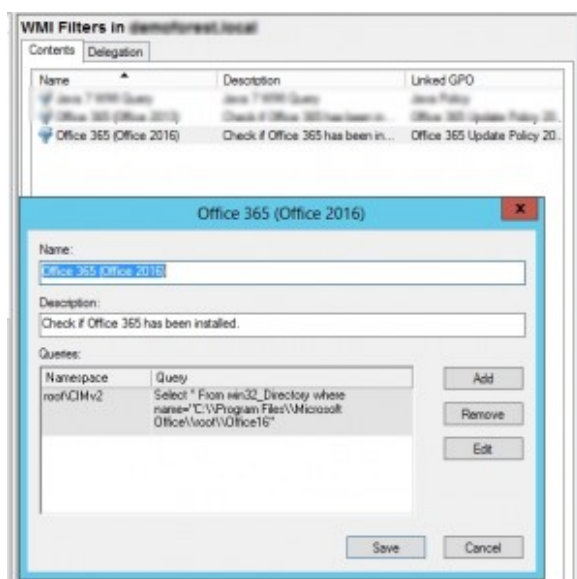 WMI Filters in
Contents Delegation
Name Description Linked GPO
Office 365 (Office 2016) Check if Office 365 has been in... Office 365 Update Policy 20...
Office 365 (Office 2016)
x
Name:
Office 365 (Office 2016)
Description:
Check if Office 365 has been installed.
Queries:
Namespace Query
root\CIMv2 Select * From win32_Directory where
name="C:\\Program Files\\Microsoft
Office\\root\\Office16"
Add
Remove
Edit
Save Cancel